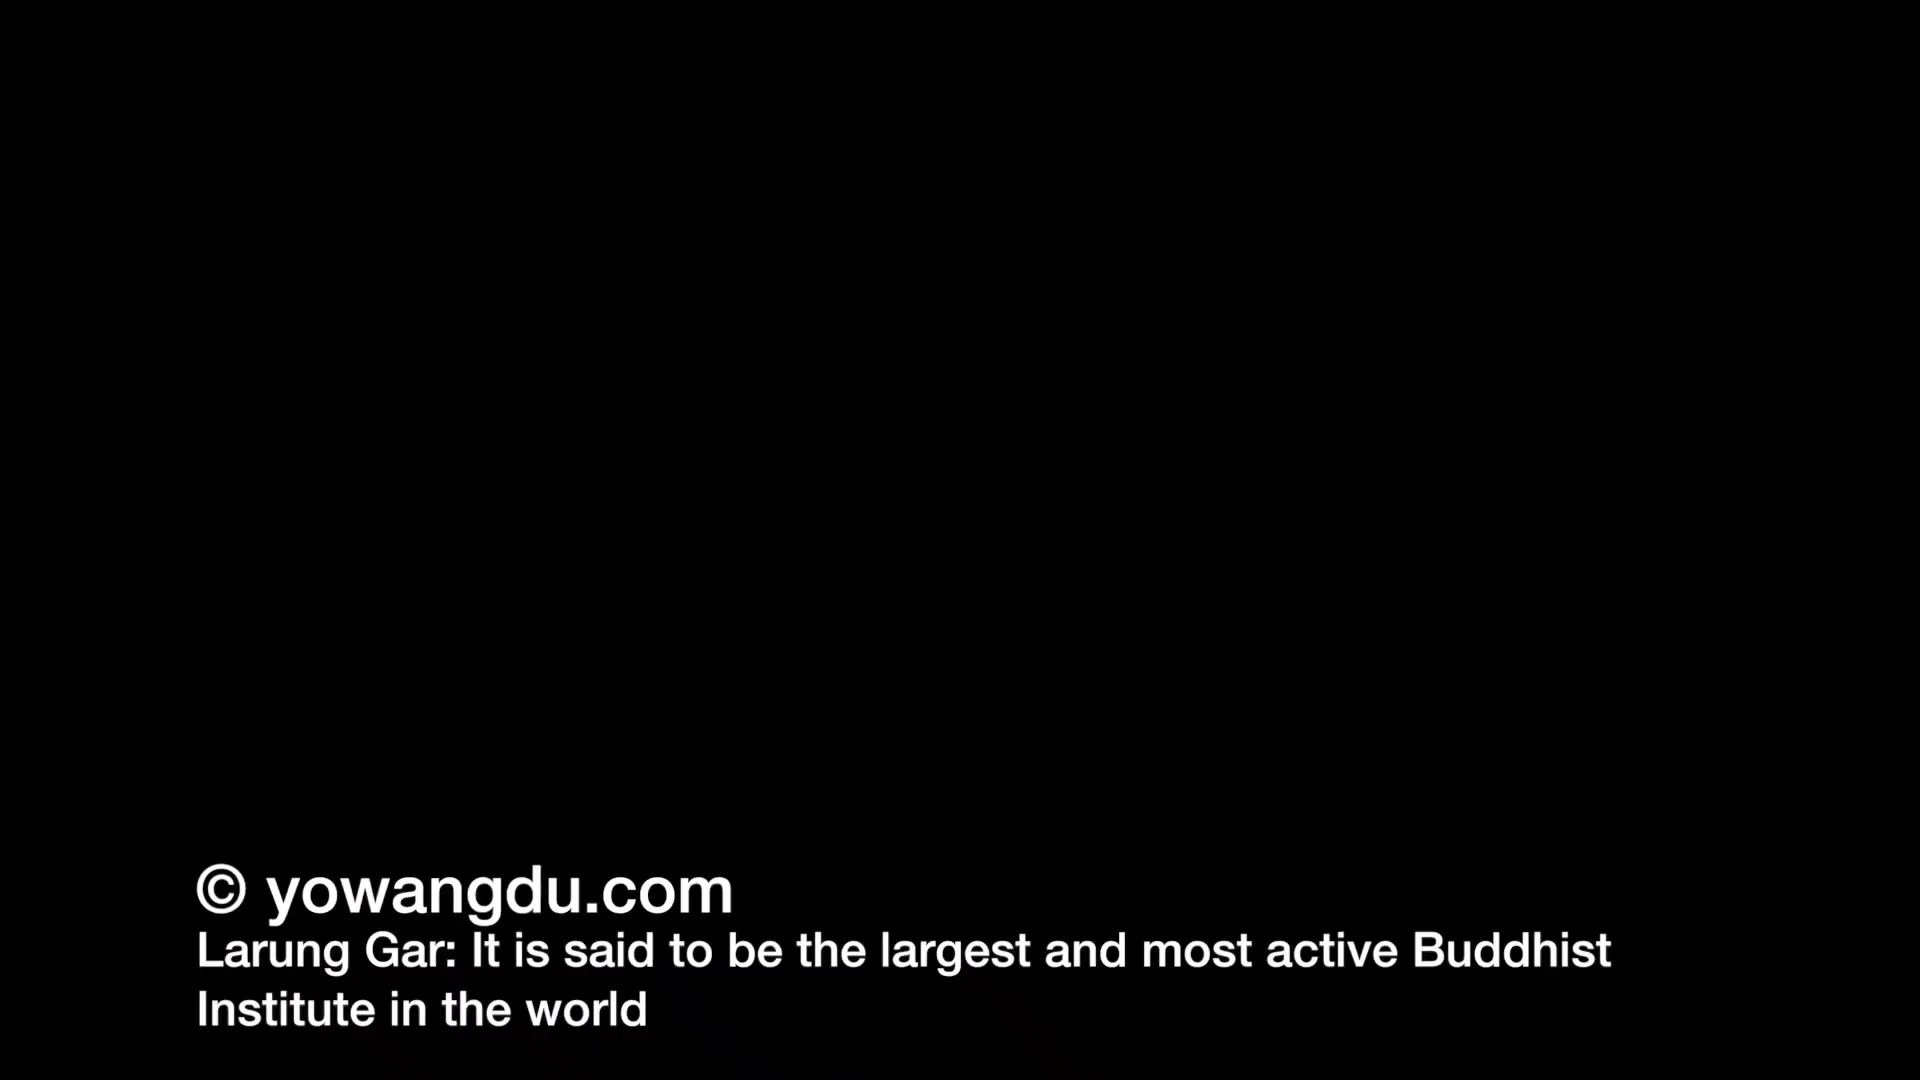 © yowangdu.com
Larung Gar: It is said to be the largest and most active Buddhist
Institute in the world